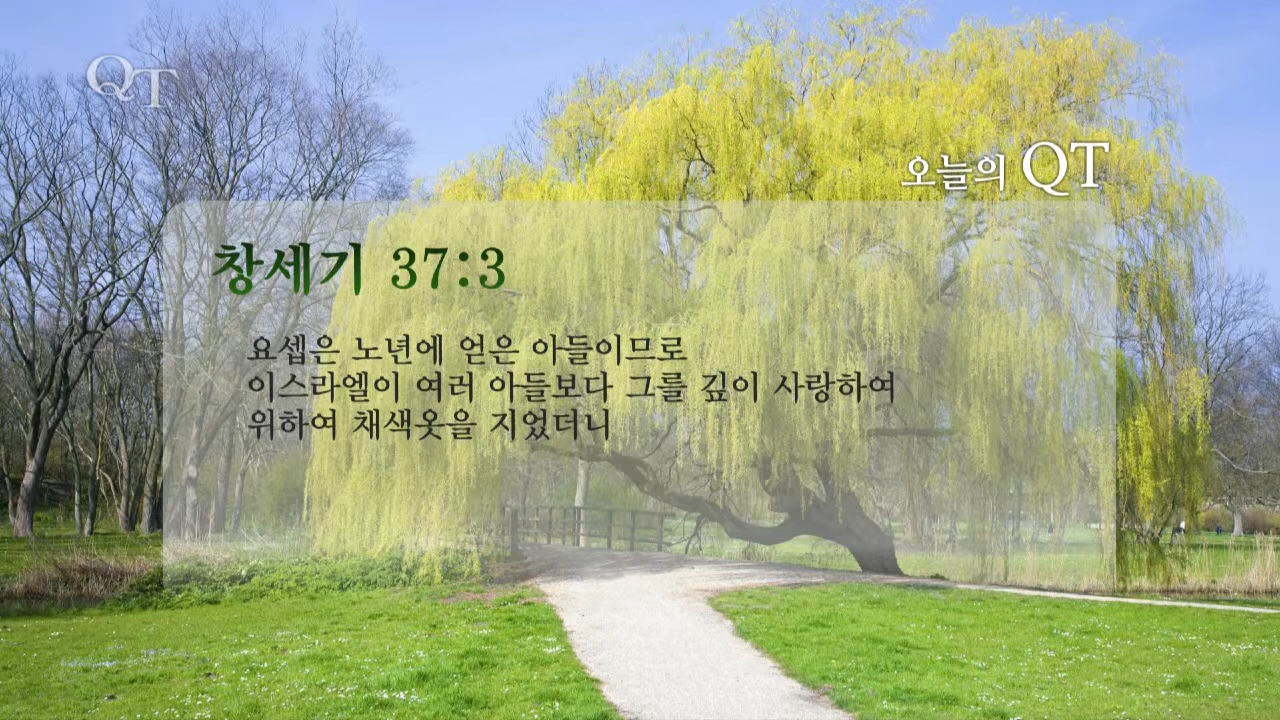 QT
오늘의 QT
창세기 37:3
요셉은 노년에 얻은 아들이므로
이스라엘이 여러 아들보다 그를 깊이 사랑하여
위하여 채색옷을 지었더니